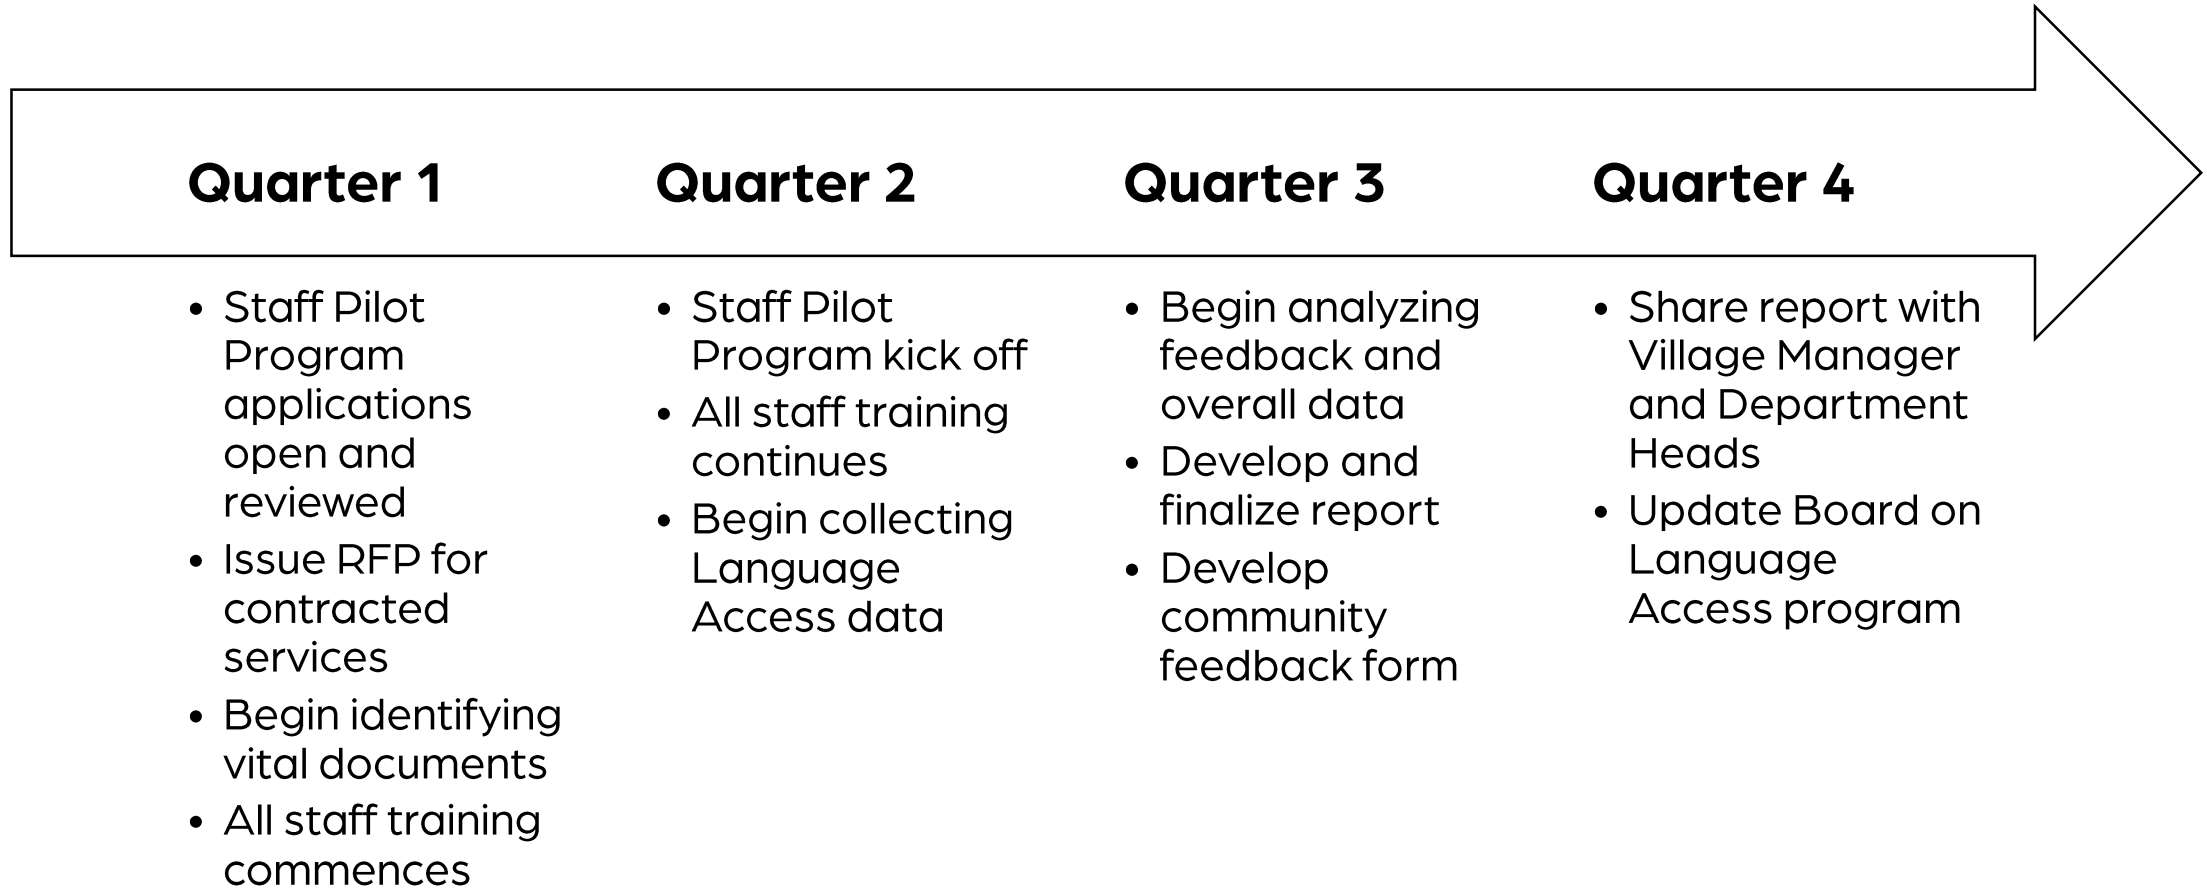 Quarter 1
Quarter 2
Quarter 3
Quarter 4
• Staff Pilot
Program
applications
open and
reviewed
• Issue RFP for
contracted
services
• Begin identifying
vital documents
• All staff training
commences
• Staff Pilot
Program kick off
• All staff training
continues
• Begin collecting
Language
Access data
• Begin analyzing
feedback and
overall data
• Develop and
finalize report
• Develop
community
feedback form
• Share report with
Village Manager
and Department
Heads
• Update Board on
Language
Access program